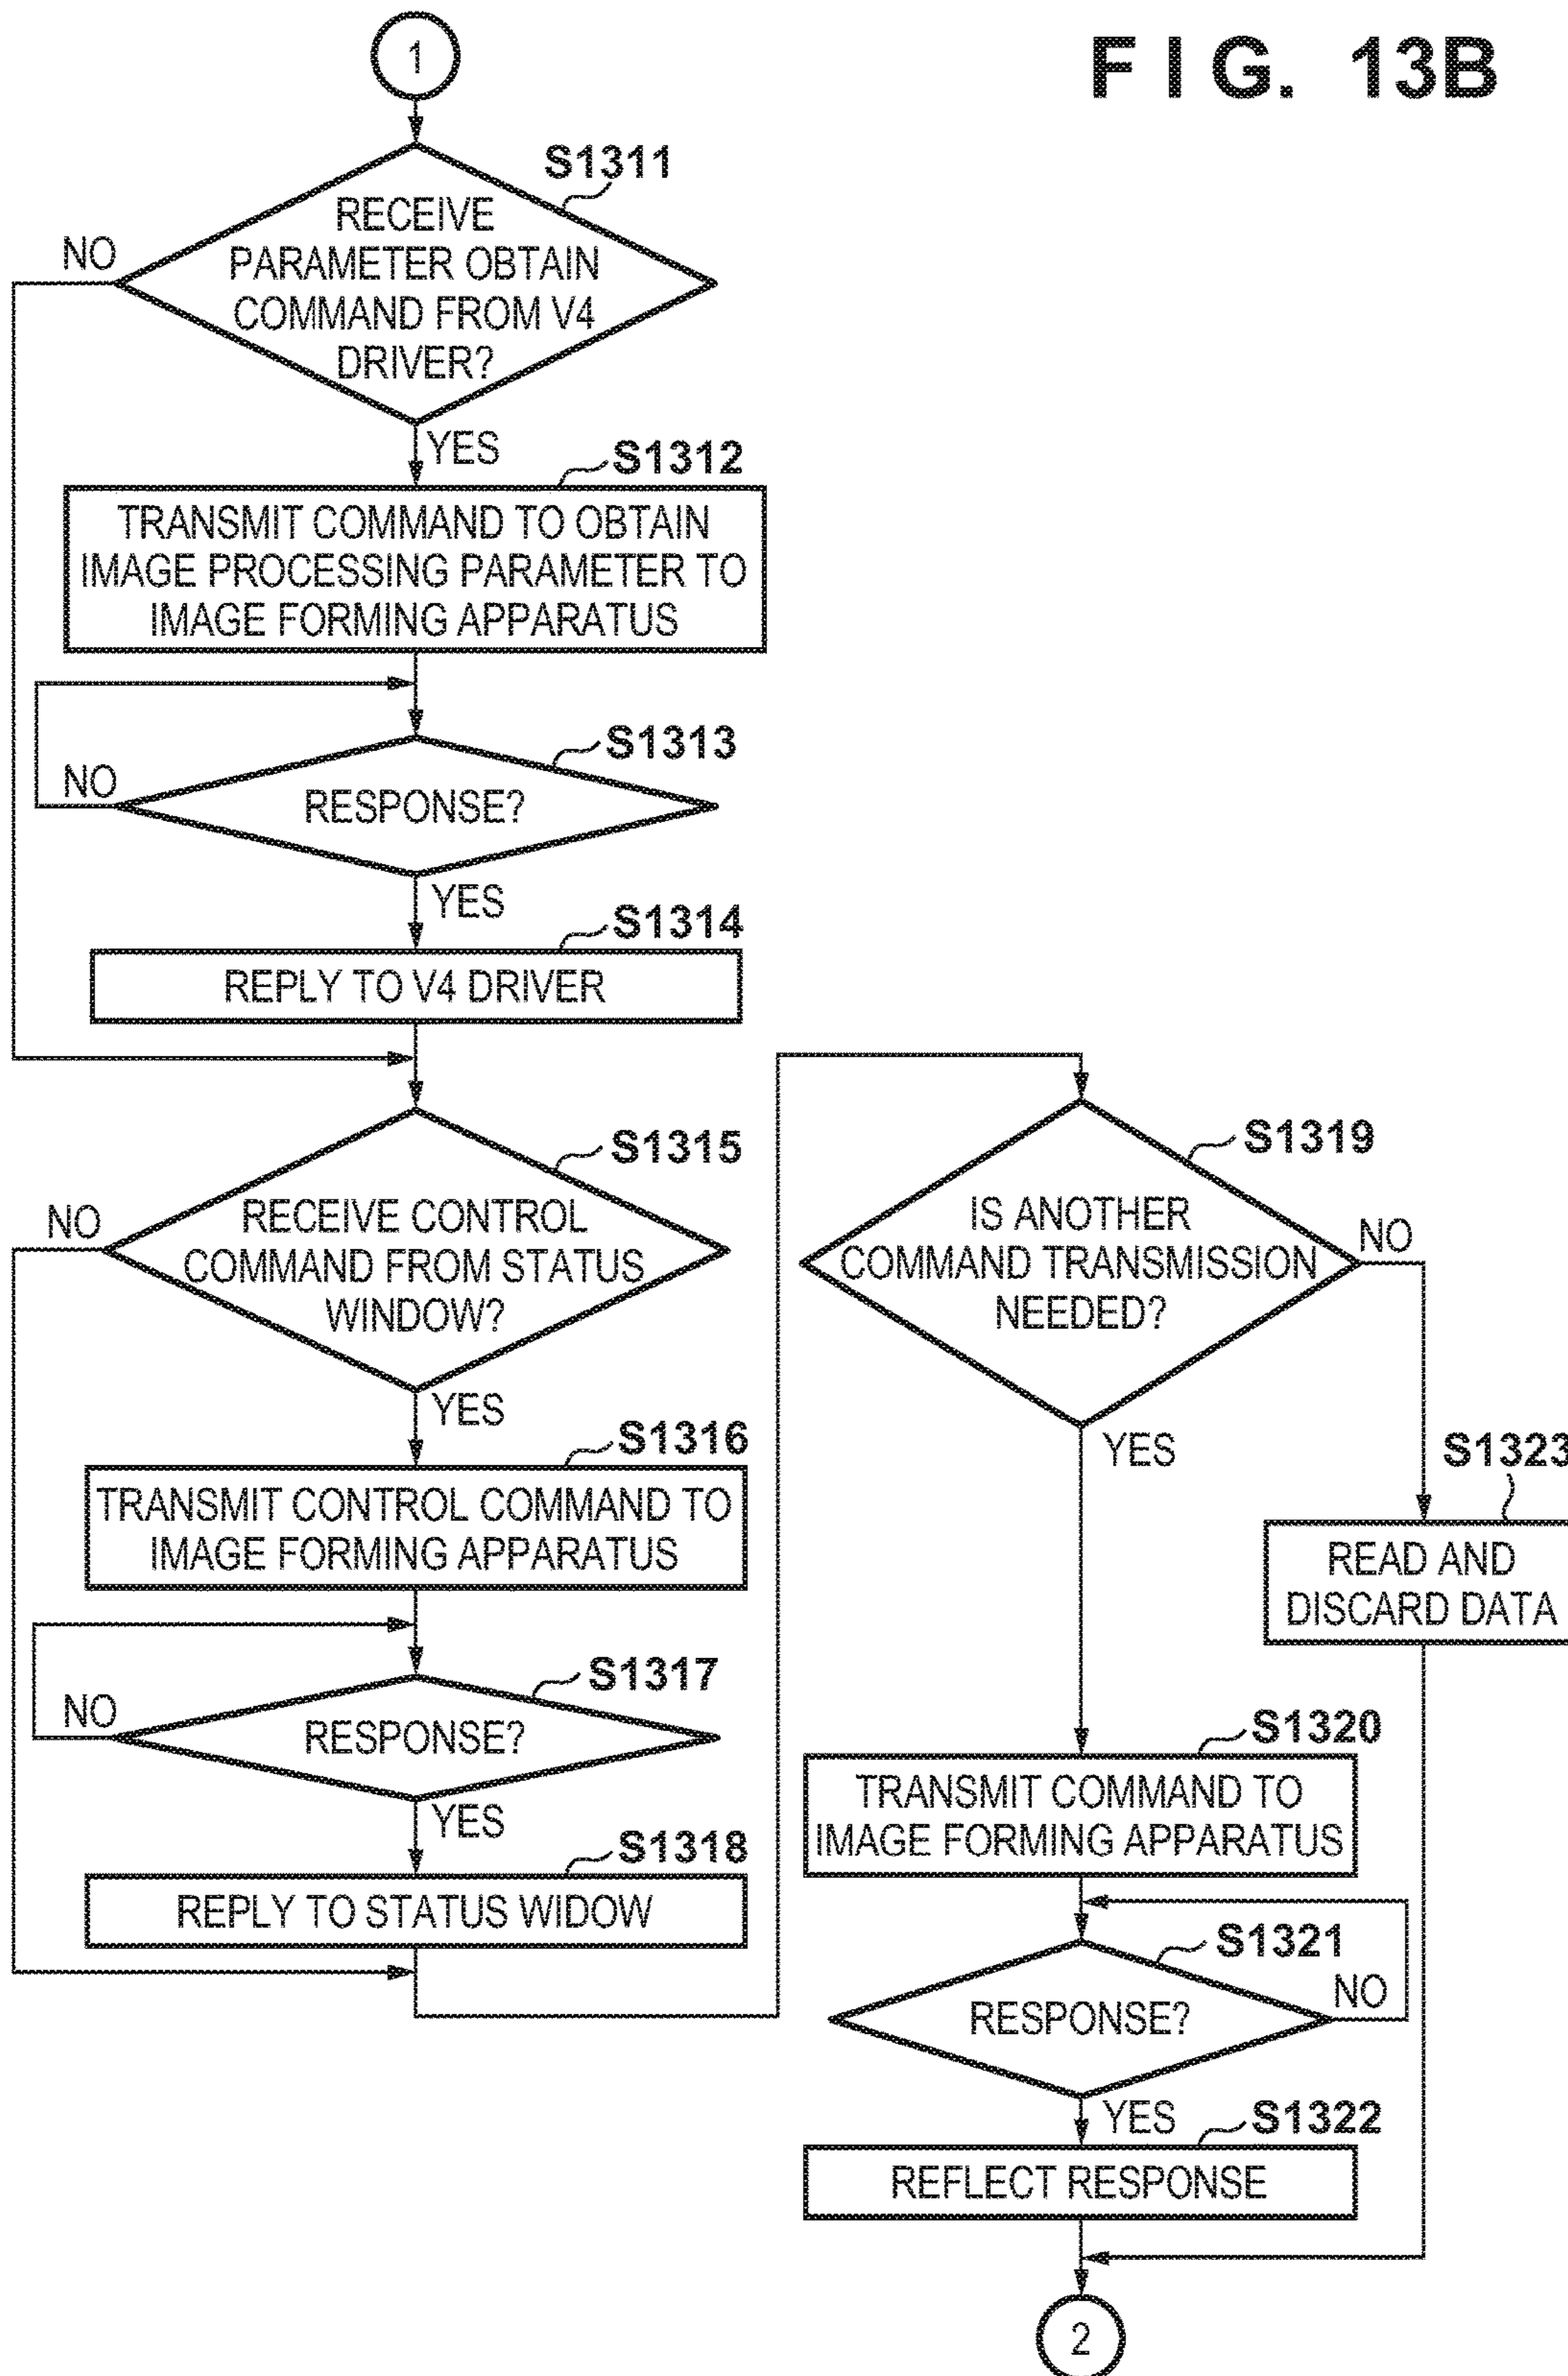 FIG. 13B
1
S1311
RECEIVE
PARAMETER OBTAIN
COMMAND FROM V4
DRIVER?
NO
YES
S1312
TRANSMIT COMMAND TO OBTAIN
IMAGE PROCESSING PARAMETER TO
IMAGE FORMING APPARATUS
S1313
RESPONSE?
NO
YES
S1314
REPLY TO V4 DRIVER
S1315
RECEIVE CONTROL
COMMAND FROM STATUS
WINDOW?
NO
YES
S1316
TRANSMIT CONTROL COMMAND TO
IMAGE FORMING APPARATUS
S1317
RESPONSE?
NO
YES
S1318
REPLY TO STATUS WIDOW
S1319
IS ANOTHER
COMMAND TRANSMISSION
NEEDED?
NO
YES
S1323
READ AND
DISCARD DATA
S1320
TRANSMIT COMMAND TO
IMAGE FORMING APPARATUS
S1321
RESPONSE?
NO
YES
S1322
REFLECT RESPONSE
2